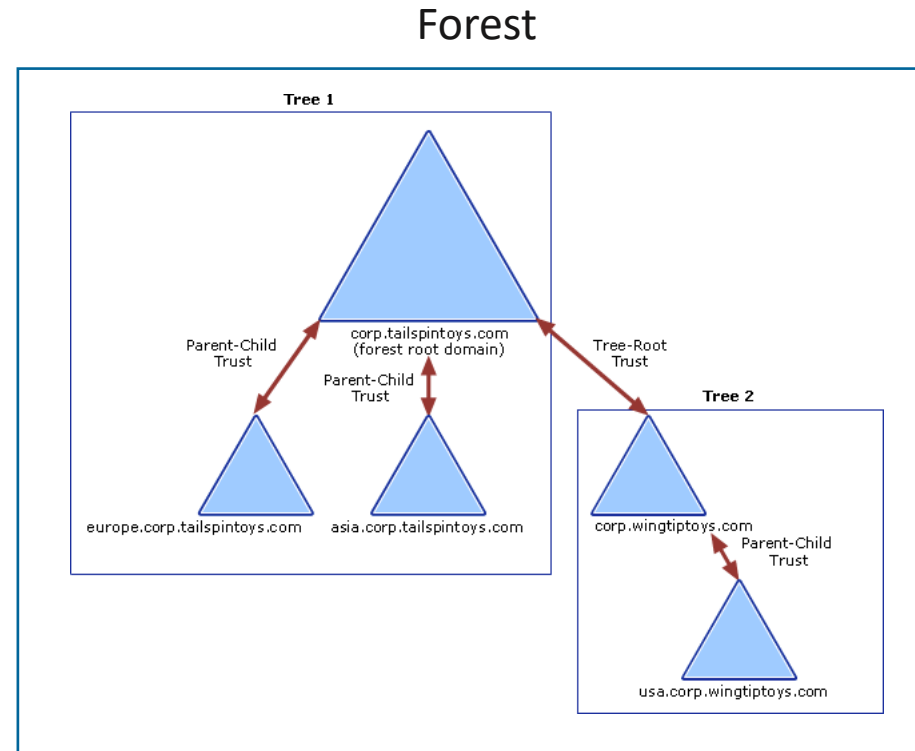 Forest
Tree 1
Parent-Child
Trust
corp.tailspintoys.com
(forest root domain)
Parent-Child
Trust
Tree-Root
Trust
Tree 2
europe.corp.tailspintoys.com
asia.corp.tailspintoys.com
corp.wingtiptoys.com
Parent-Child
Trust
usa.corp.wingtiptoys.com